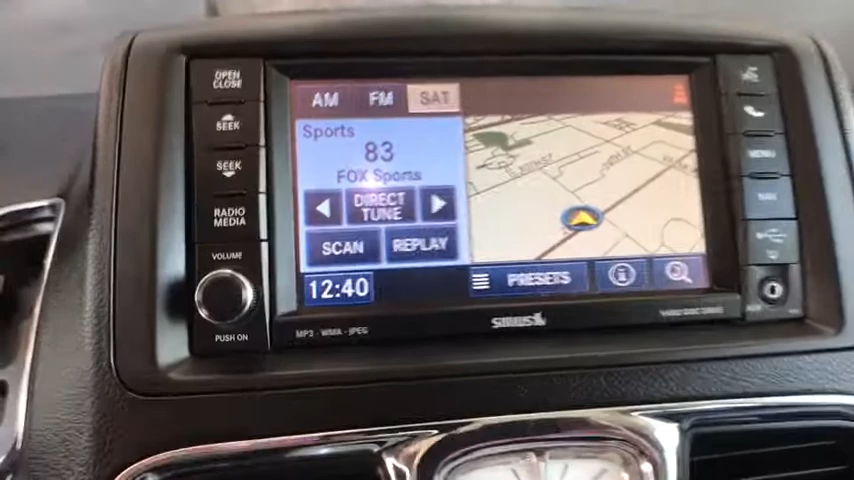 OPEN
CLOSE
SEEK
SEEK
RADIO
MEDIA
VOLUME
PUSH ON
AM FM SAT
Sports
83
FOX Sports
DIRECT
TUNE
SCAN REPLAY
12:40 PRESETS
MP3 WMA JPEG
SIRIUS
MENU
NAV